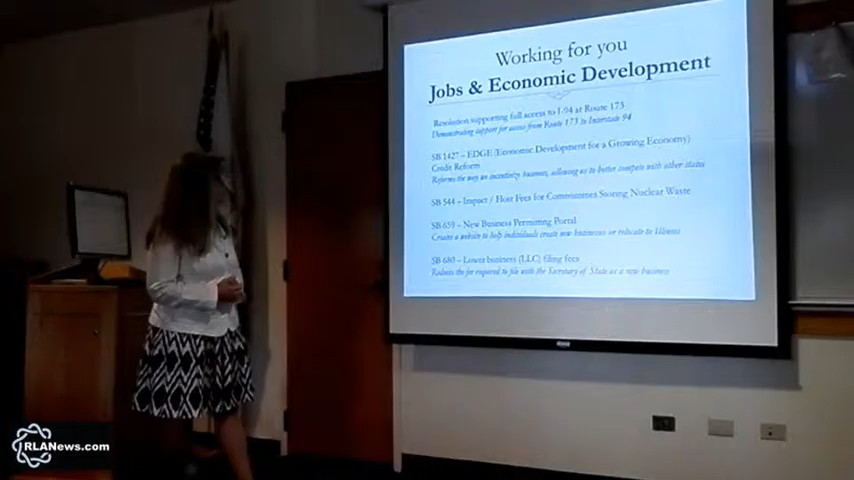 Working for you
Jobs & Economic Development
Resolution supporting full access to I-94 at Route 173
Demonstrating support for access from Route 173 to Interstate 94
SB 1427 – EDGE (Economic Development for a Growing Economy)
Credit Reform
Reforms the way we incentivize business, allowing us to better compete with other states
SB 544 – Impact / Host Fees for Communities Storing Nuclear Waste
SB 659 – New Business Permitting Portal
Creates a website to help individuals create new businesses or relocate to Illinois
SB 680 – Lower business (LLC) filing fees
Reduces the fee required to file with the Secretary of State as a new business
RLANews.com